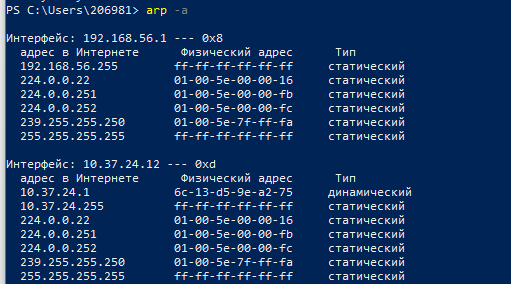 PS C:\Users\206981> arp -a
Интерфейс: 192.168.56.1 --- 0x8
адрес в Интернете Физический адрес Тип
192.168.56.255 ff-ff-ff-ff-ff-ff статический
224.0.0.22 01-00-5e-00-00-16 статический
224.0.0.251 01-00-5e-00-00-fb статический
224.0.0.252 01-00-5e-00-00-fc статический
239.255.255.250 01-00-5e-7f-ff-fa статический
255.255.255.255 ff-ff-ff-ff-ff-ff статический
Интерфейс: 10.37.24.12 --- 0xd
адрес в Интернете Физический адрес Тип
10.37.24.1 6c-13-d5-9e-a2-75 динамический
10.37.24.255 ff-ff-ff-ff-ff-ff статический
224.0.0.22 01-00-5e-00-00-16 статический
224.0.0.251 01-00-5e-00-00-fb статический
224.0.0.252 01-00-5e-00-00-fc статический
239.255.255.250 01-00-5e-7f-ff-fa статический
255.255.255.255 ff-ff-ff-ff-ff-ff статический